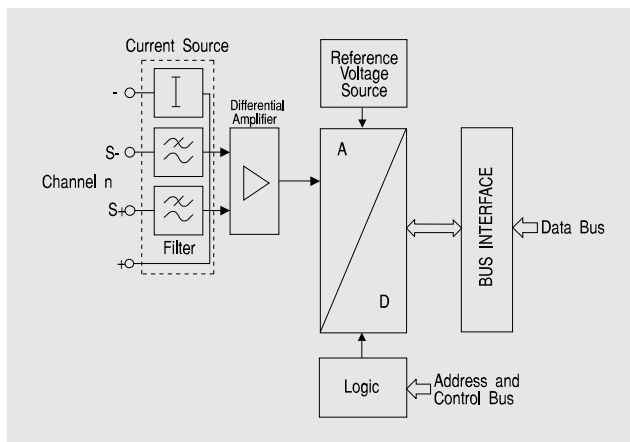 Current Source
-
I
S-
Channel n
S+
Filter
+
Differential
Amplifier
Reference
Voltage
Source
A
D
BUS INTERFACE
Data Bus
Logic
Address and
Control Bus